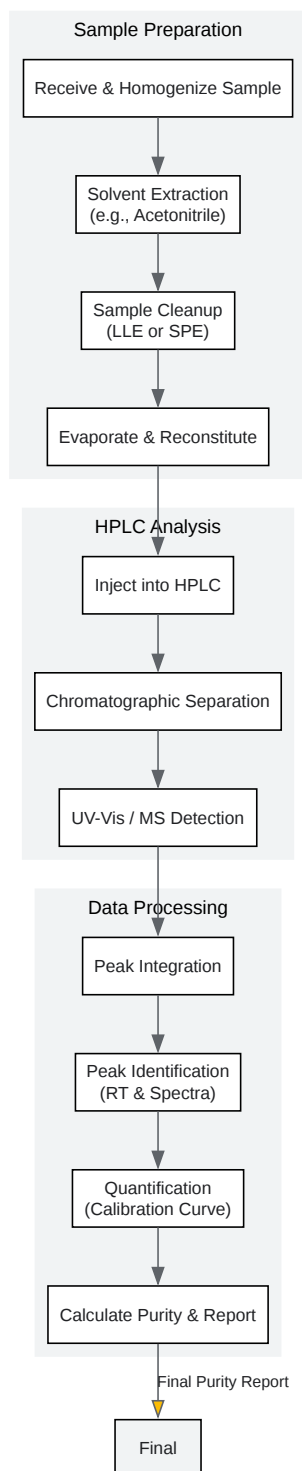 Sample Preparation
Receive & Homogenize Sample
Solvent Extraction
(e.g., Acetonitrile)
Sample Cleanup
(LLE or SPE)
Evaporate & Reconstitute
HPLC Analysis
Inject into HPLC
Chromatographic Separation
UV-Vis / MS Detection
Data Processing
Peak Integration
Peak Identification
(RT & Spectra)
Quantification
(Calibration Curve)
Calculate Purity & Report
Final Purity Report
Final